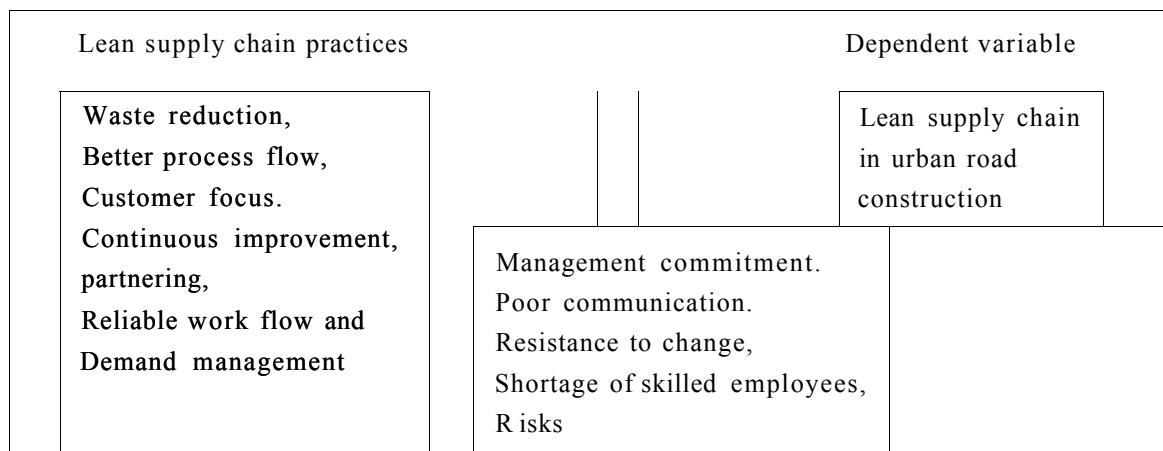 Lean supply chain practices
Dependent variable
Waste reduction,
Better process flow,
Customer focus.
Continuous improvement,
partnering,
Reliable work flow and
Demand management
Lean supply chain
in urban road
construction
Management commitment.
Poor communication.
Resistance to change,
Shortage of skilled employees,
R isks